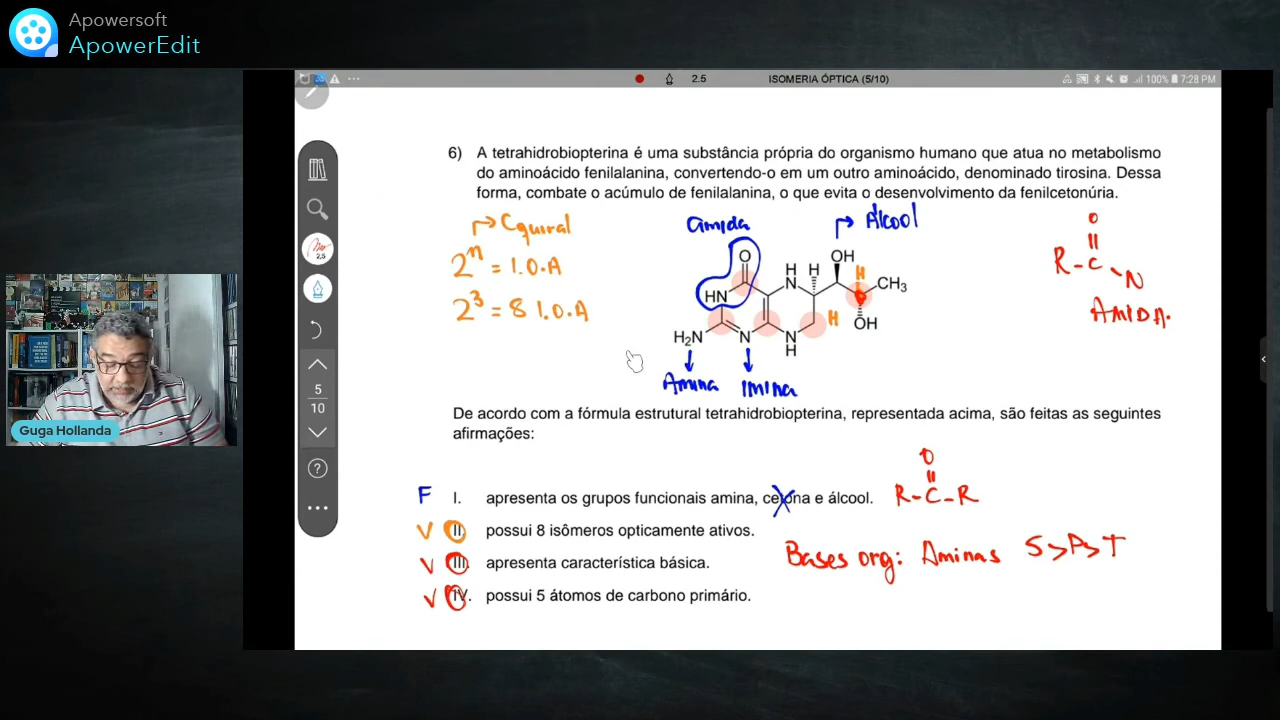 Apowersoft
ApowerEdit
2.5
ISOMERIA ÓPTICA (5/10)
100%
7:28 PM
6) A tetrahidrobiopterina é uma substância própria do organismo humano que atua no metabolismo
do aminoácido fenilalanina, convertendo-o em um outro aminoácido, denominado tirosina. Dessa
forma, combate o acúmulo de fenilalanina, o que evita o desenvolvimento da fenilcetonúria.
Cquiral
2ⁿ = I.O.A
2³ = 8 I.O.A
amida
Álcool
O
OH
H
H
H
CH₃
HN
N
H
OH
H₂N
N
N
H
Amina
Imina
O
R-C
N
AMIDA.
2.5
5
10
Guga Hollanda
De acordo com a fórmula estrutural tetrahidrobiopterina, representada acima, são feitas as seguintes
afirmações:
O
F I. apresenta os grupos funcionais amina, cetona e álcool. R-C-R
V II. possui 8 isômeros opticamente ativos.
V III. apresenta característica básica.
Bases org: Aminas S>P>T
V IV. possui 5 átomos de carbono primário.